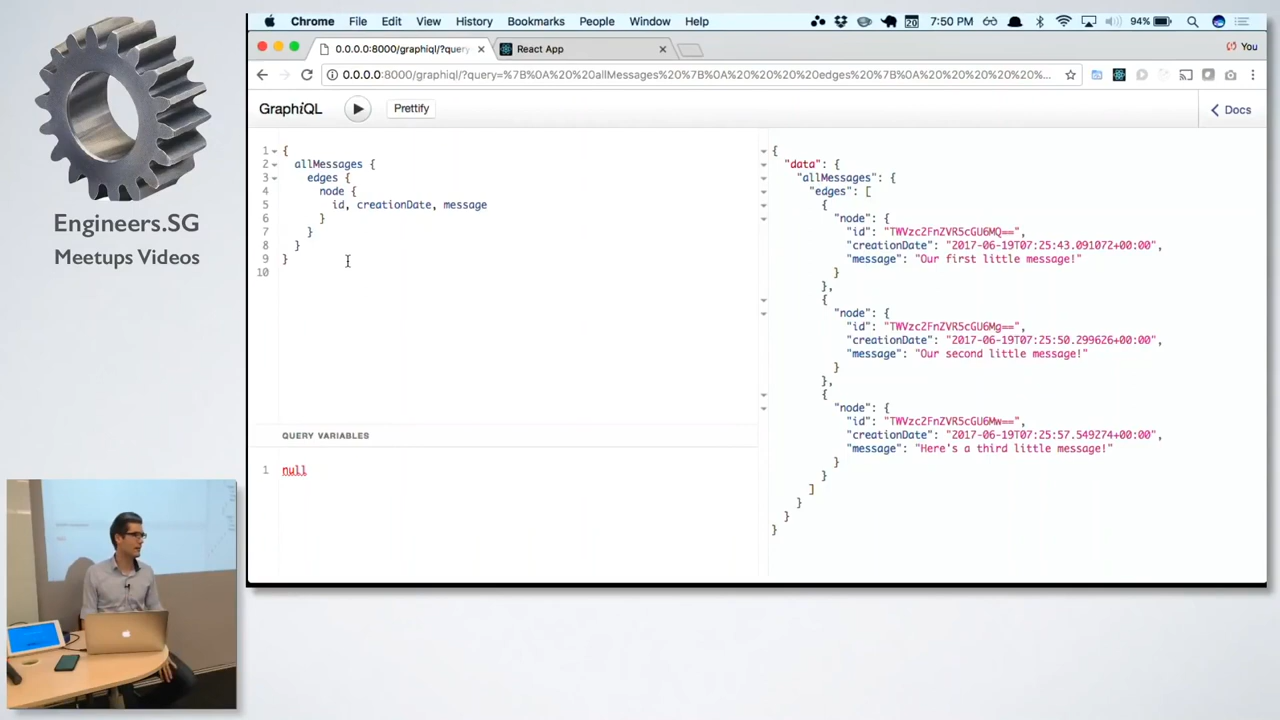 Chrome File Edit View History Bookmarks People Window Help 20 7:50 PM 94%
0.0.0.0:8000/graphiql/?query React App You
0.0.0.0:8000/graphiql/?query=%7B%0A%20%20allMessages%20%7B%0A%20%20%20%20edges%20%7B%0A%20%20%20%20%20%20%...
GraphiQL Prettify Docs
1 {
2 allMessages {
3 edges {
4 node {
5 id, creationDate, message
6 }
7 }
8 }
9 }
10
QUERY VARIABLES
1 null
{
"data": {
"allMessages": {
"edges": [
{
"node": {
"id": "TWVzc2FnZVR5cGU6MQ==",
"creationDate": "2017-06-19T07:25:43.091072+00:00",
"message": "Our first little message!"
}
},
{
"node": {
"id": "TWVzc2FnZVR5cGU6Mg==",
"creationDate": "2017-06-19T07:25:50.299626+00:00",
"message": "Our second little message!"
}
},
{
"node": {
"id": "TWVzc2FnZVR5cGU6Mw==",
"creationDate": "2017-06-19T07:25:57.549274+00:00",
"message": "Here's a third little message!"
}
}
]
}
}
}
Engineers.SG
Meetups Videos